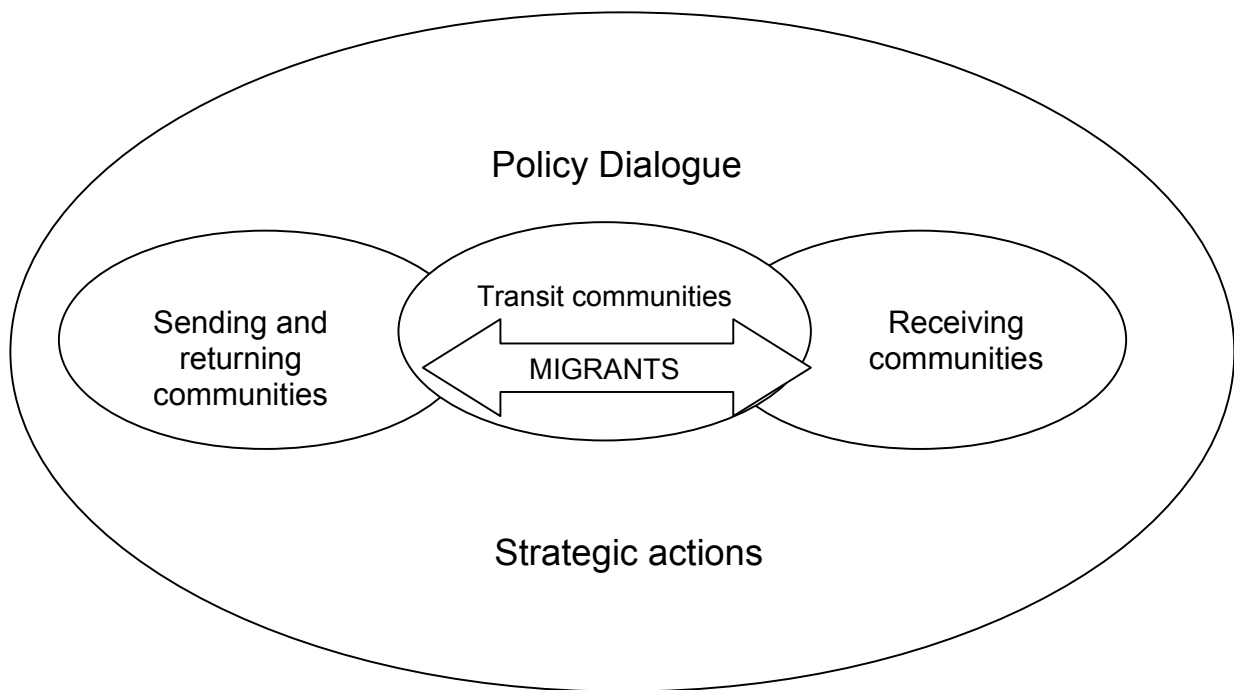 Policy Dialogue
Sending and
returning
communities
Transit communities
MIGRANTS
Receiving
communities
Strategic actions